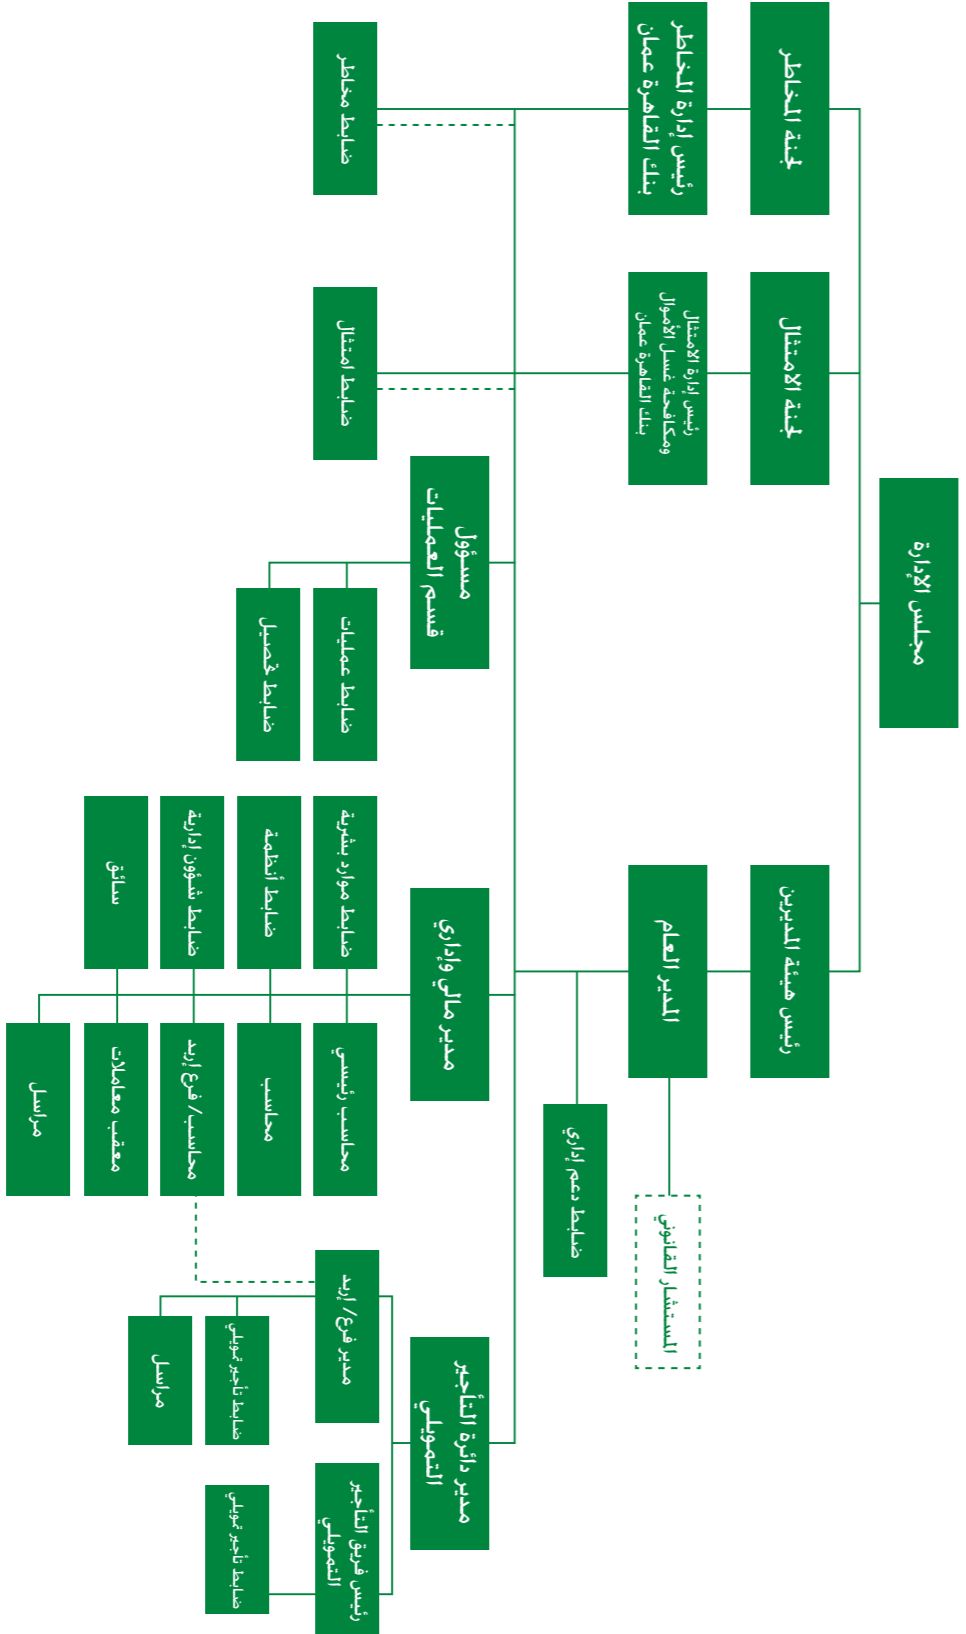 مجلس الإدارة
لجنة المخاطر
لجنة الامتثال
رئيس هيئة المديرين
رئيس إدارة المخاطر
بنك القاهرة عمان
رئيس إدارة الامتثال
ومكافحة غسل الأموال
بنك القاهرة عمان
المدير العام
المستشار القانوني
ضابط دعم إداري
ضابط مخاطر
ضابط امتثال
مسؤول
قسم العمليات
ضابط عمليات
ضابط تحصيل
مدير مالي وإداري
ضابط موارد بشرية
ضابط أنظمة
ضابط شؤون إدارية
سائق
محاسب رئيسي
محاسب
محاسب/ فرع إربد
معقب معاملات
مراسل
مدير دائرة التأجير
التمويلي
مدير فرع/ إربد
ضابط تأجير تمويلي
مراسل
رئيس فريق التأجير
التمويلي
ضابط تأجير تمويلي